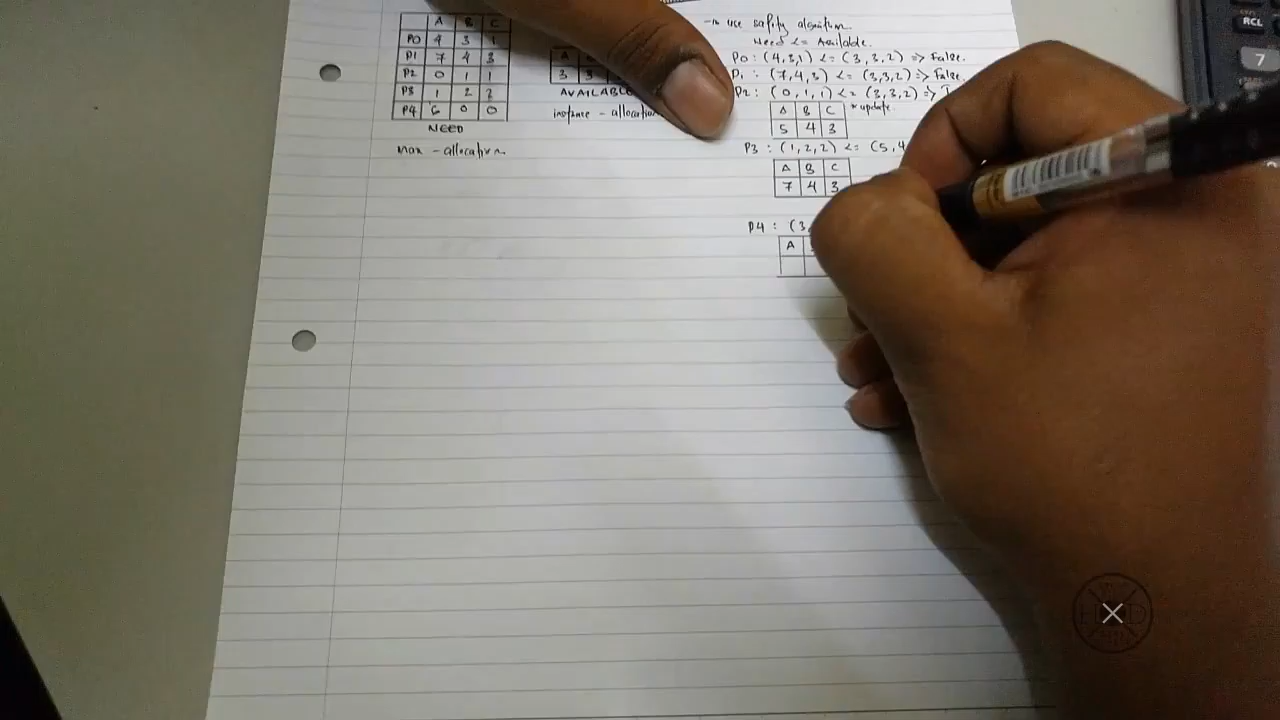 A B C
P0 4 3 1
P1 7 4 3
P2 0 1 1
P3 1 2 2
P4 6 0 0
NEED
max - allocation
A
3 3
AVAILABLE
instance - allocation
use safety algorithm
Need <= Available.
P0 : (4,3,1) <= (3,3,2) => False.
P1 : (7,4,3) <= (3,3,2) => False.
P2 : (0,1,1) <= (3,3,2) =>
A B C
5 4 3
*update
P3 : (1,2,2) <= (5,4
A B C
7 4 3
P4 : (3,
A
RCL
7